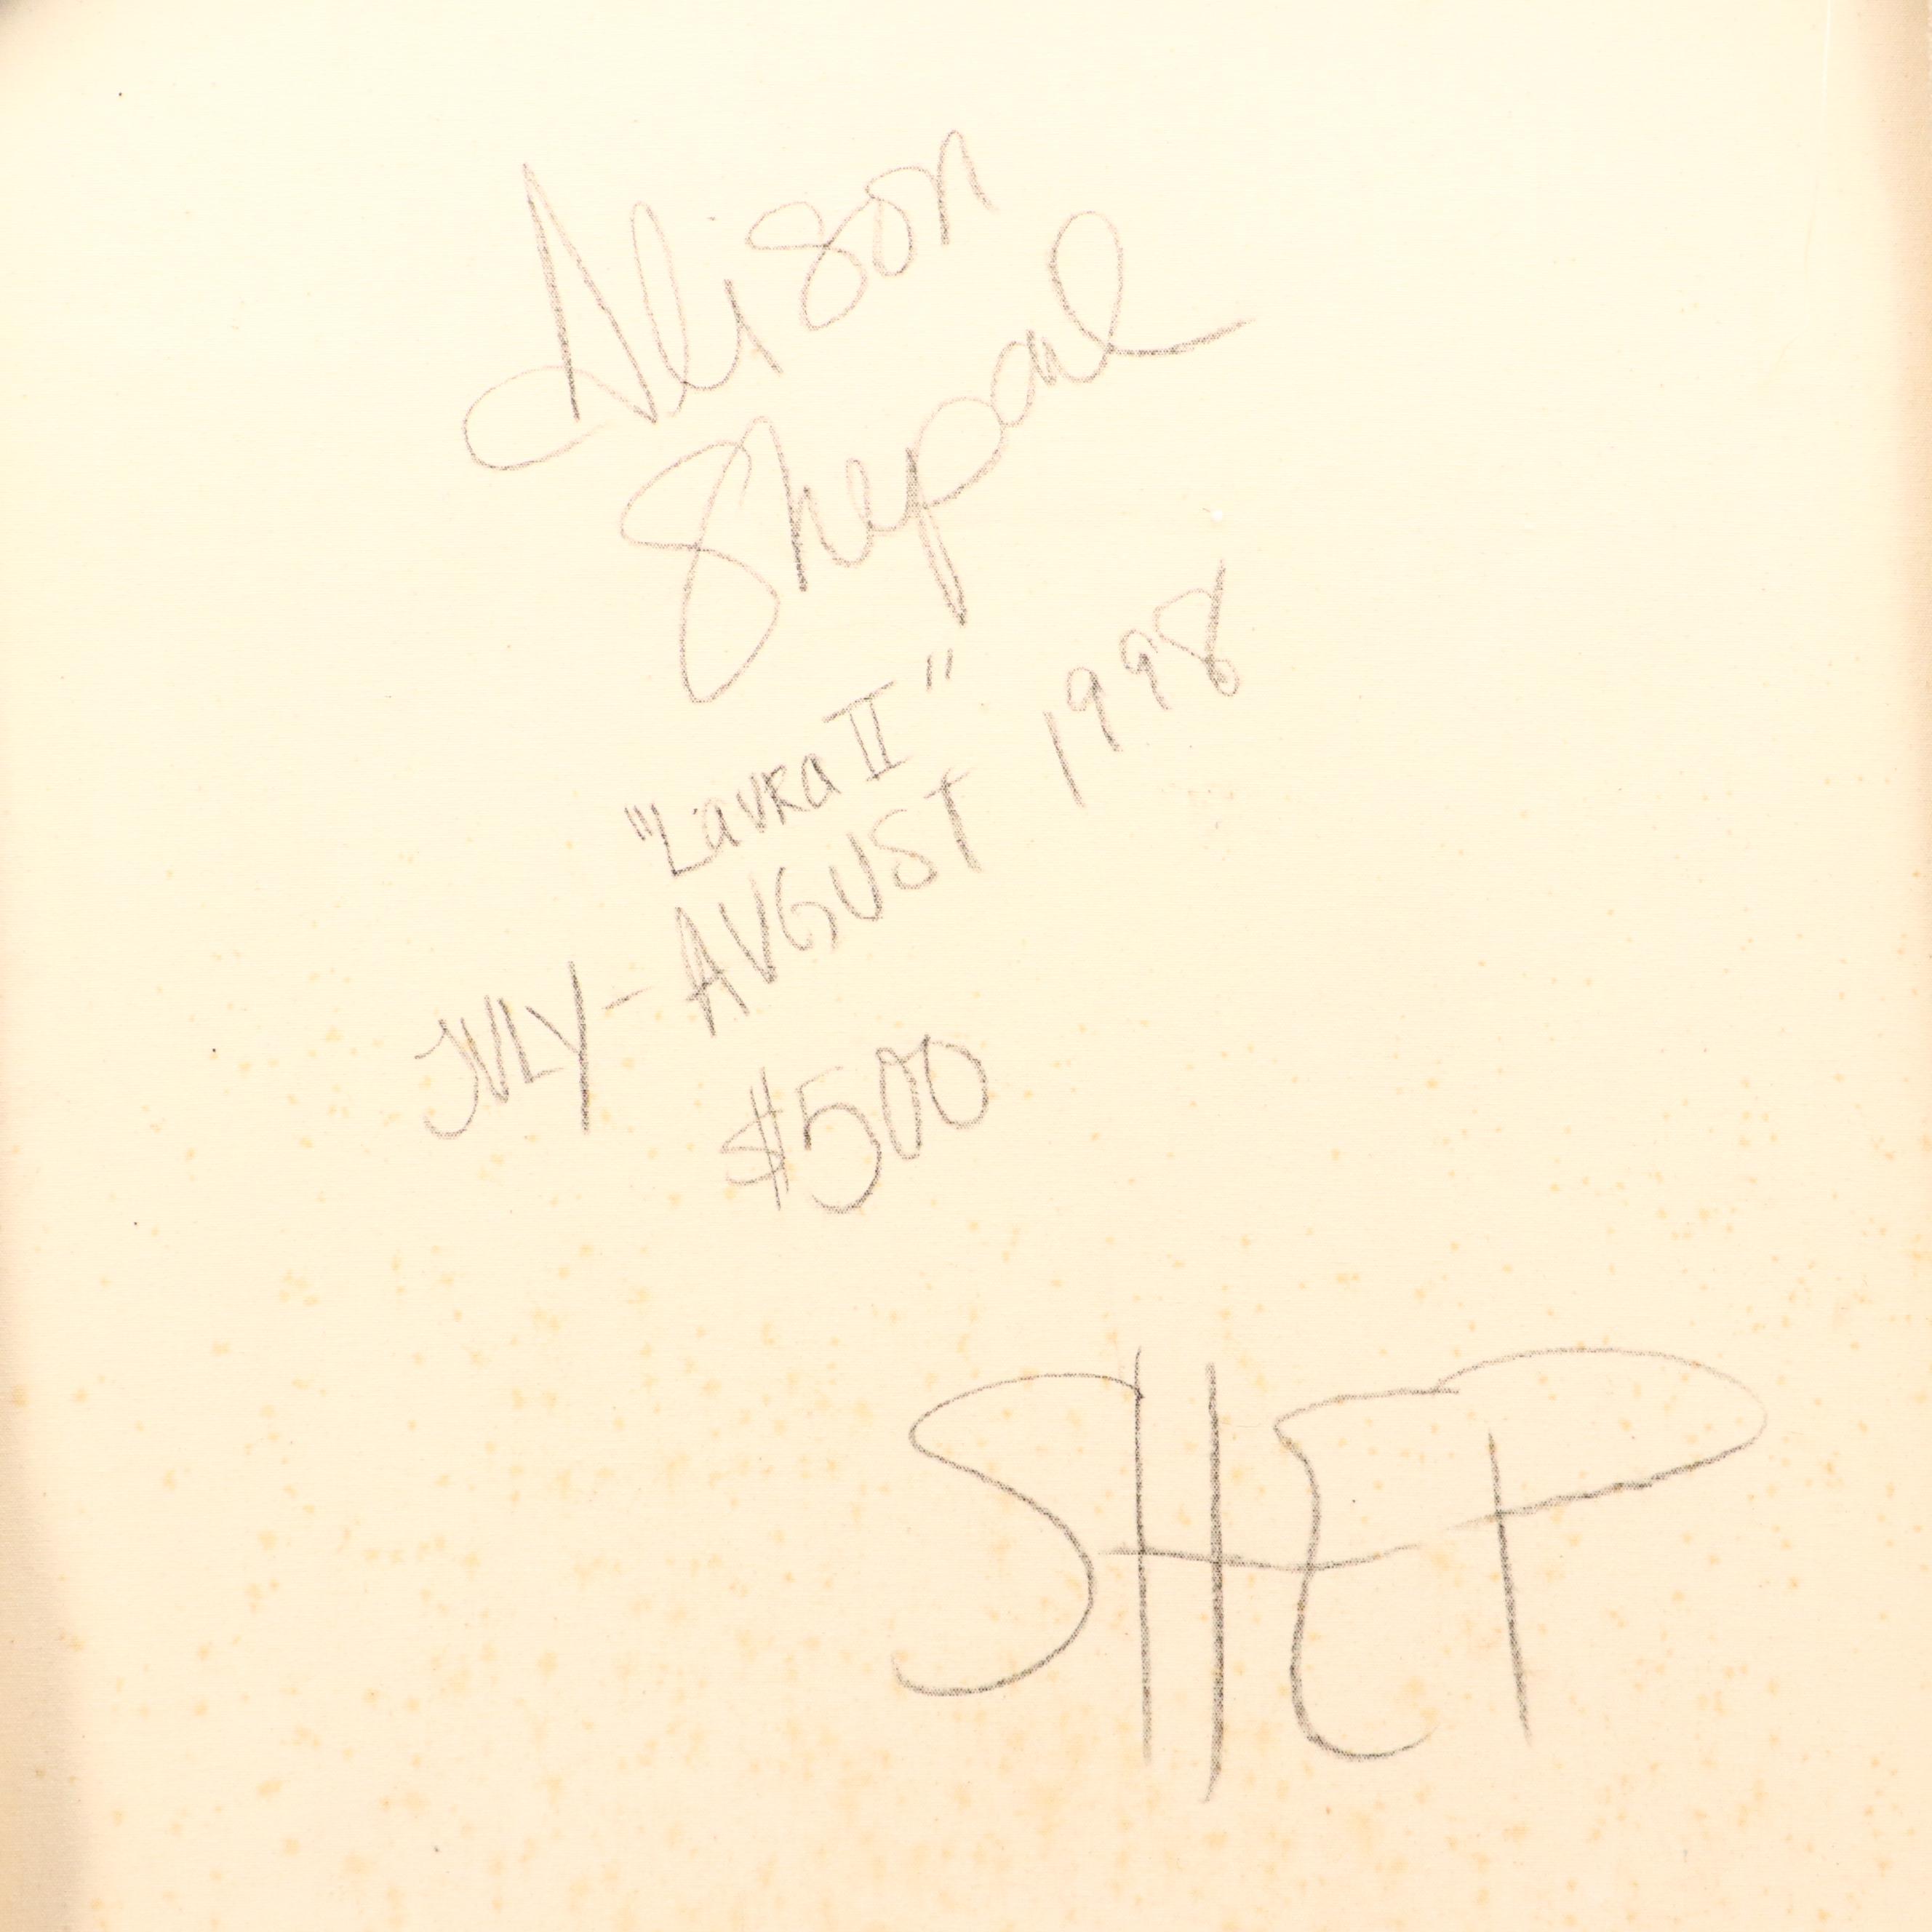 Alison
Shepard
"Laura II"
JULY - AUGUST 1998
$500
SHEP